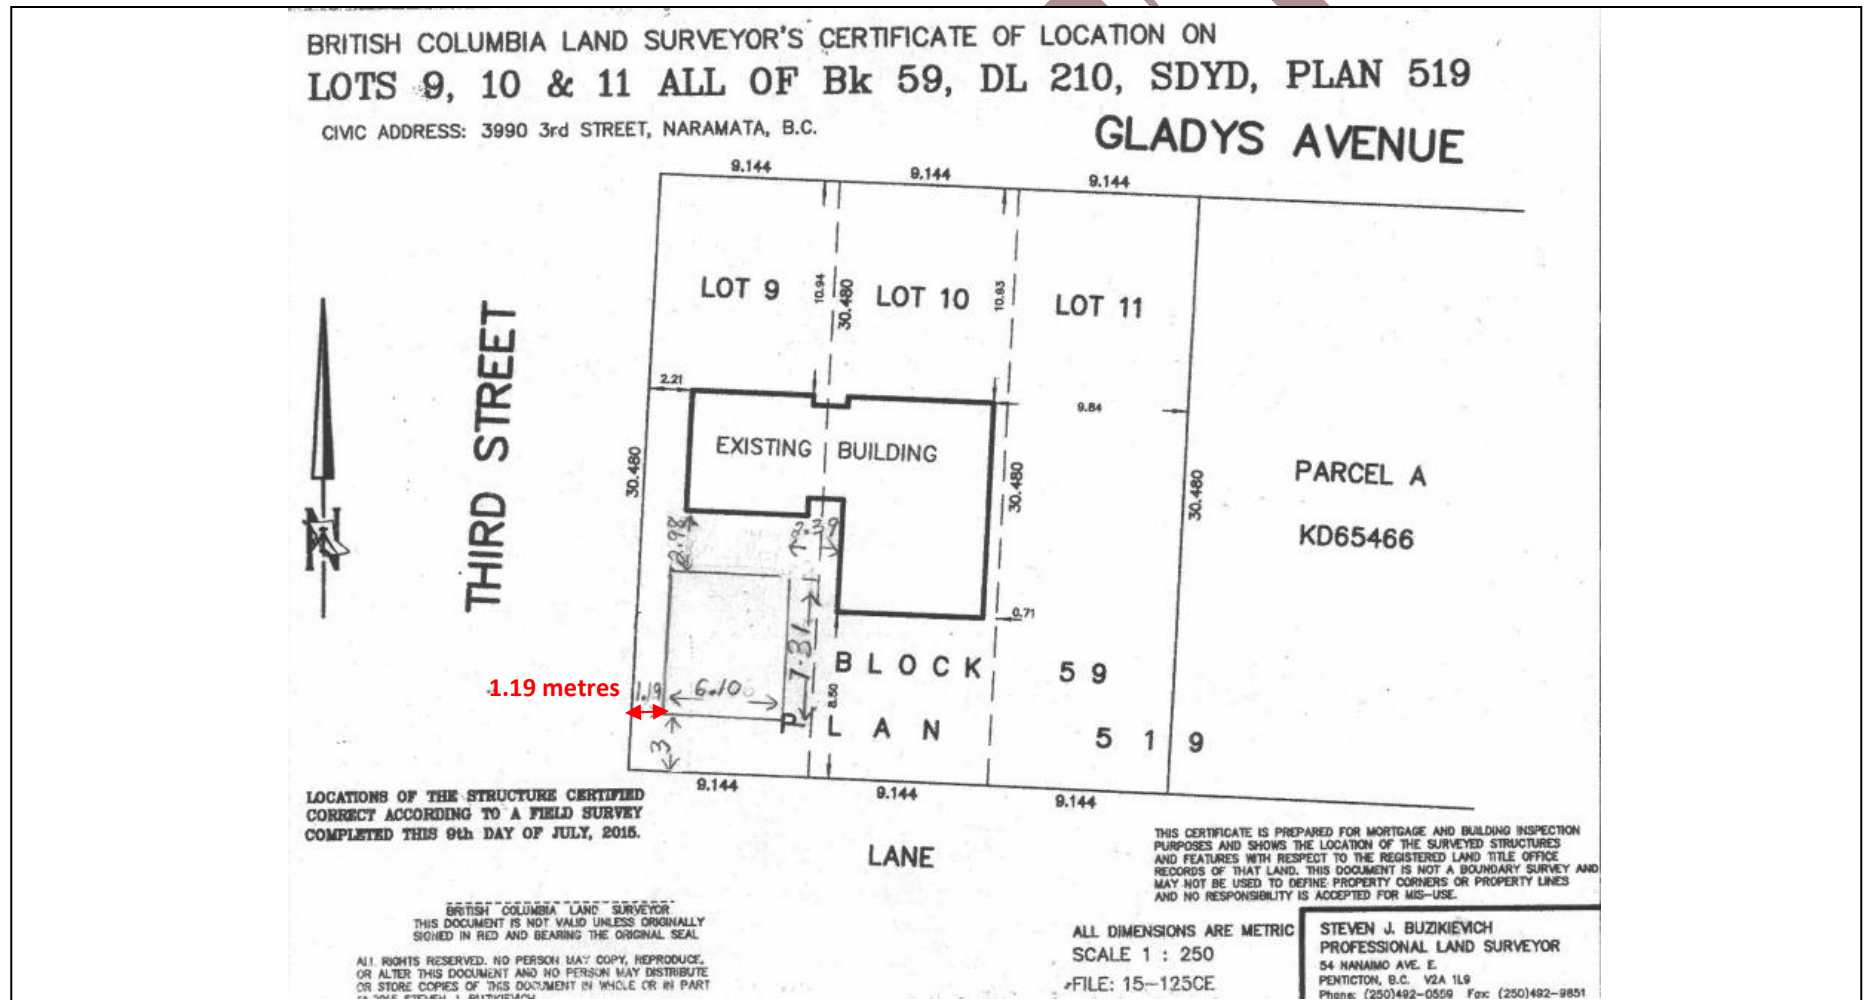 BRITISH COLUMBIA LAND SURVEYOR'S CERTIFICATE OF LOCATION ON
LOTS 9, 10 & 11 ALL OF Bk 59, DL 210, SDYD, PLAN 519
CIVIC ADDRESS: 3990 3rd STREET, NARAMATA, B.C.
GLADYS AVENUE
9.144
9.144
9.144
LOT 9
10.94
30.480
LOT 10
10.83
LOT 11
THIRD STREET
2.21
9.84
EXISTING BUILDING
30.480
30.480
30.480
PARCEL A
KD65466
N
2.98
2.39
0.71
7.31
BLOCK 59
1.19 metres
1.19
6.10
8.50
PLAN 519
3
9.144
9.144
9.144
LANE
LOCATIONS OF THE STRUCTURE CERTIFIED
CORRECT ACCORDING TO A FIELD SURVEY
COMPLETED THIS 9th DAY OF JULY, 2015.
THIS CERTIFICATE IS PREPARED FOR MORTGAGE AND BUILDING INSPECTION
PURPOSES AND SHOWS THE LOCATION OF THE SURVEYED STRUCTURES
AND FEATURES WITH RESPECT TO THE REGISTERED LAND TITLE OFFICE
RECORDS OF THAT LAND. THIS DOCUMENT IS NOT A BOUNDARY SURVEY AND
MAY NOT BE USED TO DEFINE PROPERTY CORNERS OR PROPERTY LINES
AND NO RESPONSIBILITY IS ACCEPTED FOR MIS-USE.
BRITISH COLUMBIA LAND SURVEYOR
THIS DOCUMENT IS NOT VALID UNLESS ORIGINALLY
SIGNED IN RED AND BEARING THE ORIGINAL SEAL
ALL RIGHTS RESERVED. NO PERSON MAY COPY, REPRODUCE,
OR ALTER THIS DOCUMENT AND NO PERSON MAY DISTRIBUTE
OR STORE COPIES OF THIS DOCUMENT IN WHOLE OR IN PART
2015 STEVEN J. BUZIKIEVICH
ALL DIMENSIONS ARE METRIC
SCALE 1 : 250
FILE: 15-125CE
STEVEN J. BUZIKIEVICH
PROFESSIONAL LAND SURVEYOR
54 NANAIMO AVE. E.
PENTICTON, B.C. V2A 1L9
Phone: (250)492-0559 Fax: (250)492-9851